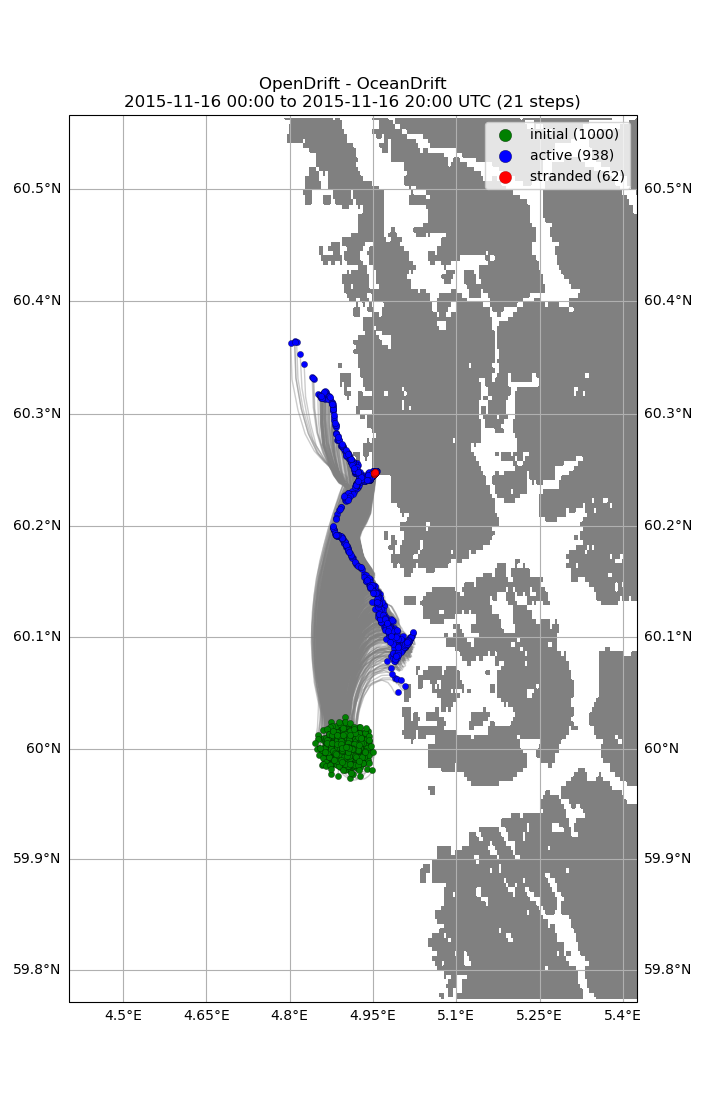 OpenDrift - OceanDrift
2015-11-16 00:00 to 2015-11-16 20:00 UTC (21 steps)
initial (1000)
active (938)
stranded (62)
60.5°N 60.5°N
60.4°N 60.4°N
60.3°N 60.3°N
60.2°N 60.2°N
60.1°N 60.1°N
60°N 60°N
59.9°N 59.9°N
59.8°N 59.8°N
4.5°E 4.65°E 4.8°E 4.95°E 5.1°E 5.25°E 5.4°E